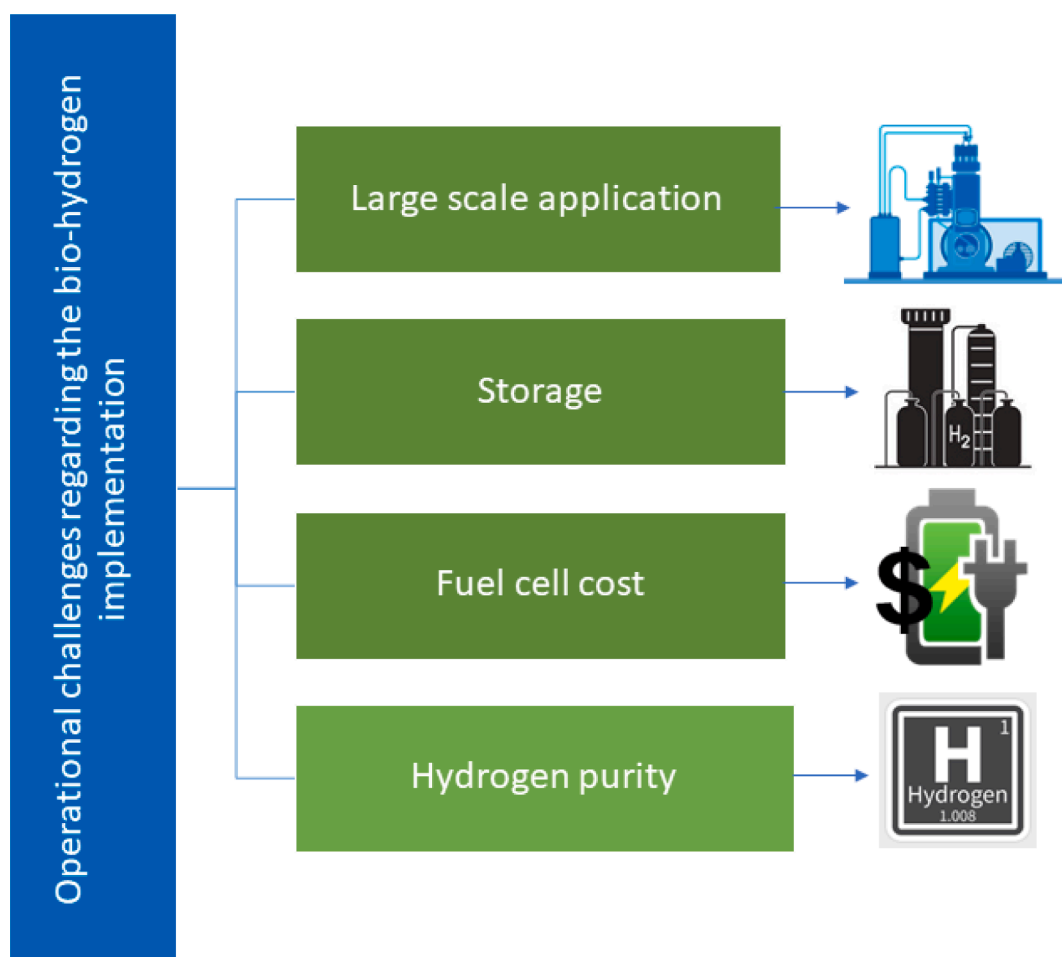 Operational challenges regarding the bio-hydrogen
implementation
Large scale application
Storage
H₂
Fuel cell cost
$
Hydrogen purity
1
H
Hydrogen
1.008